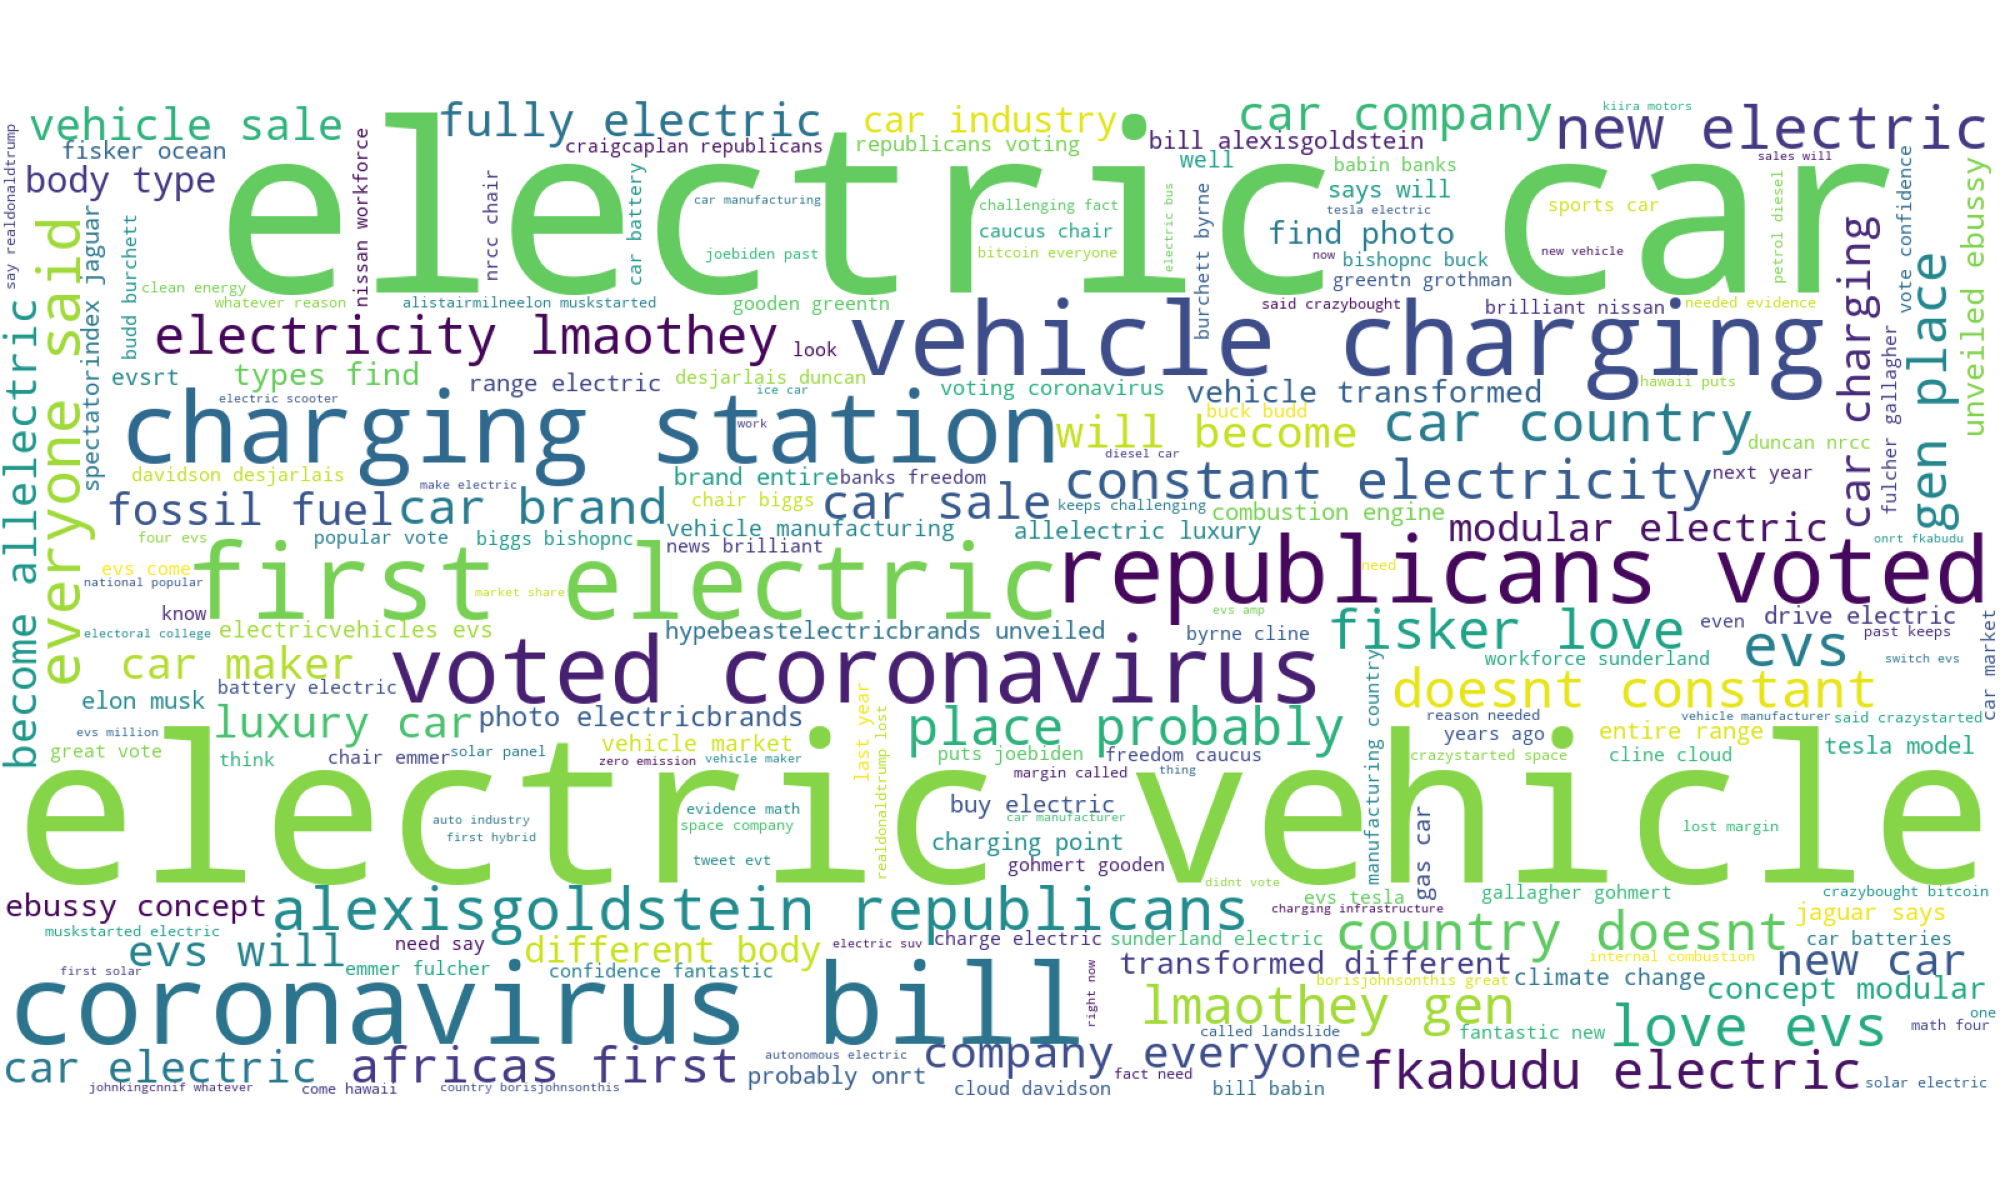 electric car
vehicle sale
fully electric
car industry
car company
kiira motors
new electric
fisker ocean
craigcaplan republicans
republicans voting
bill alexisgoldstein
well
babin banks
sales will
body type
nissan workforce
nrcc chair
car battery
car manufacturing
challenging fact
says will
tesla electric
sports car
petrol diesel
vote confidence
unveiled ebussy
say realdonaldtrump
everyone said
spectatorindex jaguar
budd burchett
joebiden past
caucus chair
bitcoin everyone
electric bus
burchett byrne
find photo
now
bishopnc buck
new vehicle
greentn grothman
clean energy
whatever reason
alistairmilneelon muskstarted
gooden greentn
said crazybought
brilliant nissan
needed evidence
car charging
gen place
become allelectric
electricity lmaothey
look
vehicle charging
fulcher gallagher
evsrt
types find
range electric
desjarlais duncan
ice car
voting coronavirus
vehicle transformed
hawaii puts
electric scooter
charging station
work
will become
buck budd
car country
duncan nrcc
diesel car
davidson desjarlais
brand entire
banks freedom
constant electricity
next year
make electric
fossil fuel
car brand
chair biggs
car sale
keeps challenging
combustion engine
four evs
popular vote
biggs bishopnc
vehicle manufacturing
allelectric luxury
modular electric
onrt fkabudu
news brilliant
evs come
national popular
first electric
market share
republicans voted
need
know
evs amp
electoral college
electricvehicles evs
hypebeastelectricbrands unveiled
byrne cline
fisker love
even
drive electric
past keeps
evs
car market
car maker
voted coronavirus
workforce sunderland
switch evs
elon musk
battery electric
manufacturing country
doesnt constant
evs million
luxury car
photo electricbrands
last year
place probably
reason needed
vehicle manufacturer
said crazystarted
years ago
entire range
great vote
think
chair emmer
solar panel
vehicle market
zero emission
vehicle maker
realdonaldtrump lost
puts joebiden
freedom caucus
crazystarted space
cline cloud
tesla model
margin called
thing
electric vehicle
auto industry
first hybrid
evidence math
space company
buy electric
car manufacturer
charging point
gas car
lost margin
tweet evt
gohmert gooden
didnt vote
evs tesla
gallagher gohmert
crazybought bitcoin
ebussy concept
alexisgoldstein republicans
charging infrastructure
jaguar says
muskstarted electric
evs will
need say
different body
electric suv
charge electric
sunderland electric
country doesnt
car batteries
first solar
emmer fulcher
confidence fantastic
right now
transformed different
internal combustion
new car
borisjohnsonthis great
climate change
coronavirus bill
lmaothey gen
concept modular
one
called landslide
fantastic new
love evs
math four
car electric
africas first
autonomous electric
probably onrt
company everyone
fact need
fkabudu electric
solar electric
johnkingcnnif whatever
come hawaii
country borisjohnsonthis
cloud davidson
bill babin